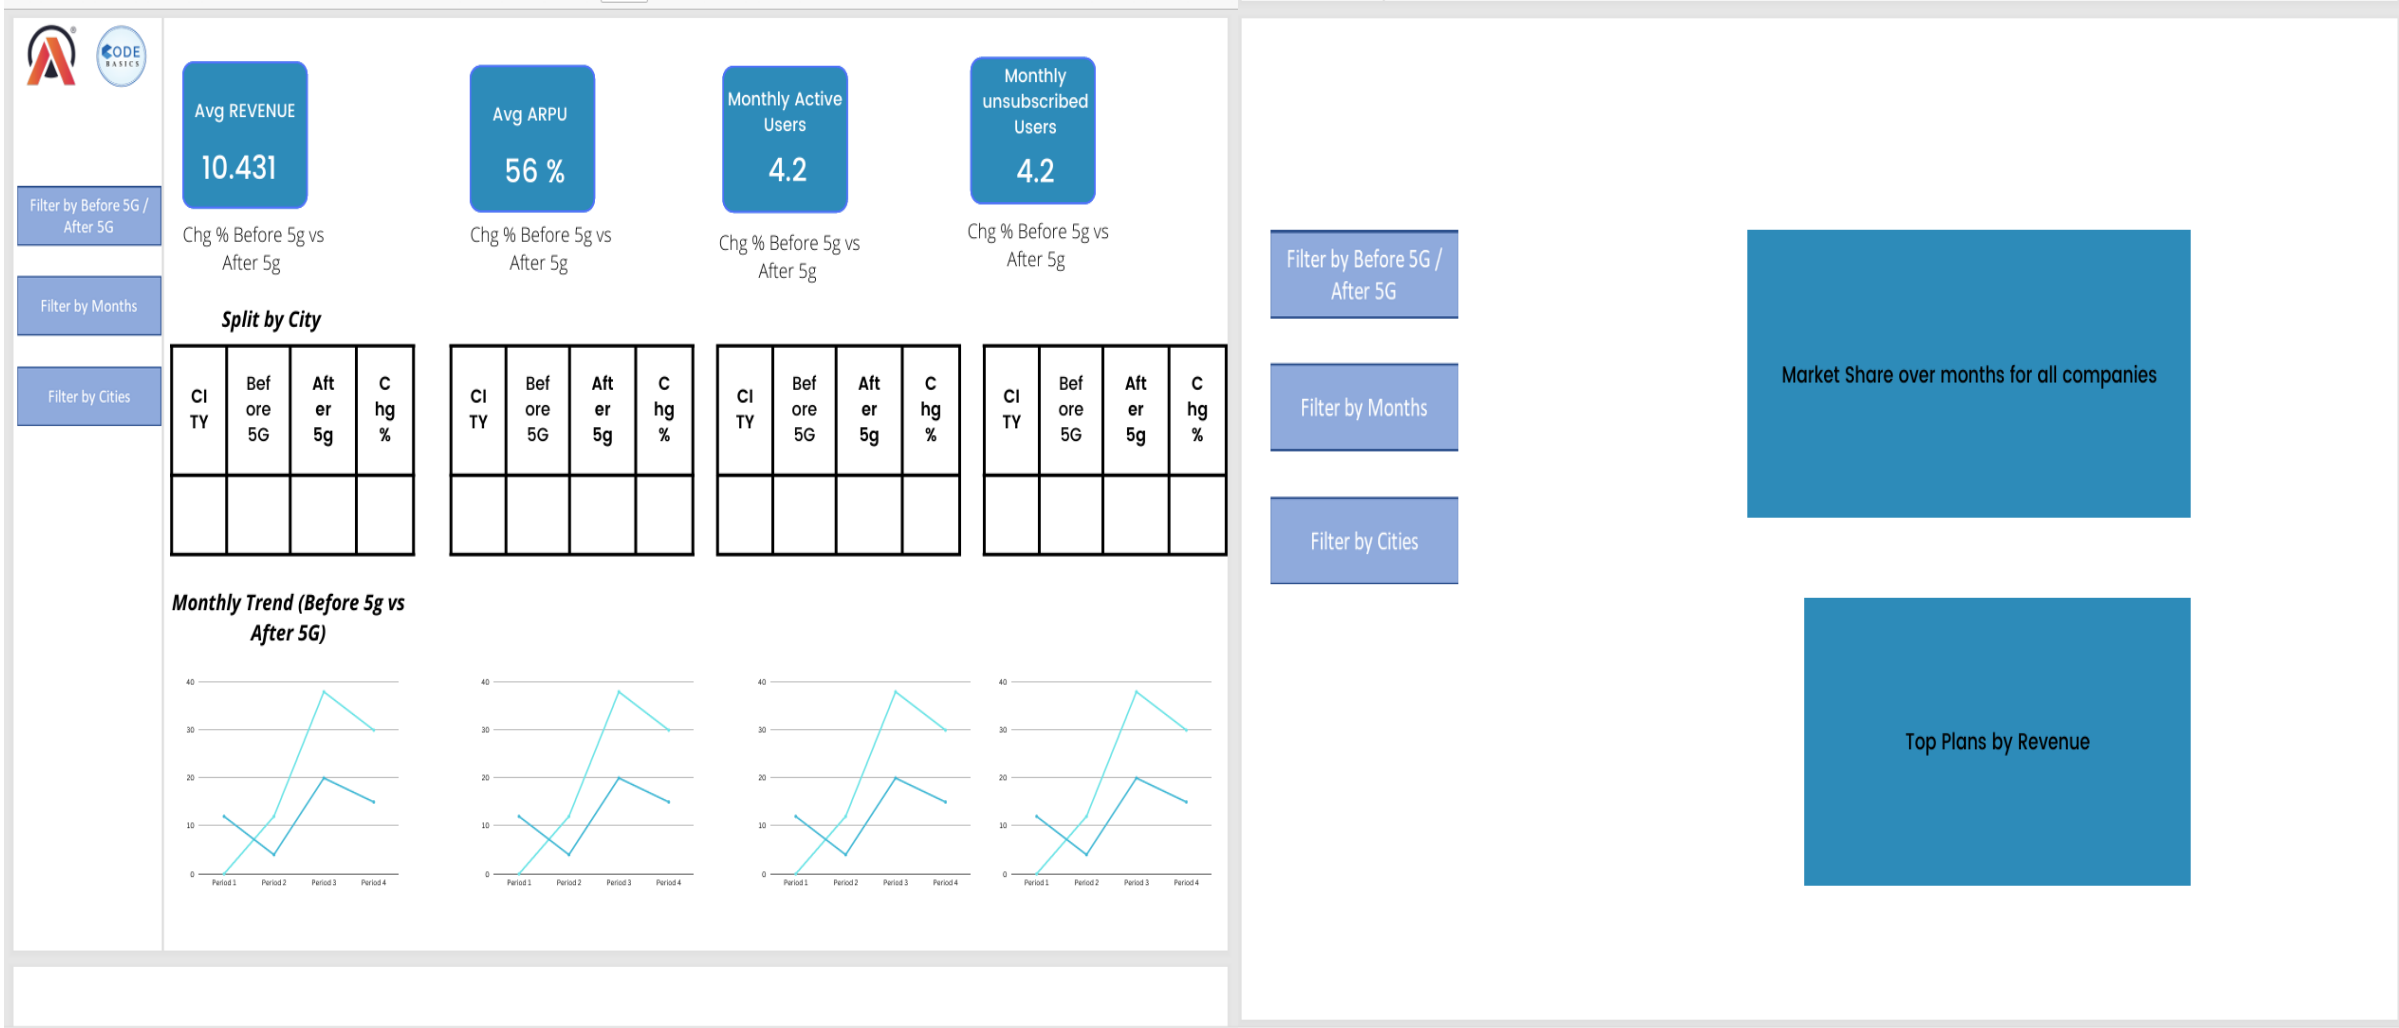 ®
CODE
BASICS
Avg REVENUE
10.431
Avg ARPU
56 %
Monthly Active
Users
4.2
Monthly
unsubscribed
Users
4.2
Chg % Before 5g vs
After 5g
Chg % Before 5g vs
After 5g
Chg % Before 5g vs
After 5g
Chg % Before 5g vs
After 5g
Filter by Before 5G /
After 5G
Filter by Months
Filter by Cities
Split by City
CI
TY
Bef
ore
5G
Aft
er
5g
C
hg
%
CI
TY
Bef
ore
5G
Aft
er
5g
C
hg
%
CI
TY
Bef
ore
5G
Aft
er
5g
C
hg
%
CI
TY
Bef
ore
5G
Aft
er
5g
C
hg
%
Monthly Trend (Before 5g vs
After 5G)
40
30
20
10
0
Period 1 Period 2 Period 3 Period 4
40
30
20
10
0
Period 1 Period 2 Period 3 Period 4
40
30
20
10
0
Period 1 Period 2 Period 3 Period 4
40
30
20
10
0
Period 1 Period 2 Period 3 Period 4
Filter by Before 5G /
After 5G
Filter by Months
Filter by Cities
Market Share over months for all companies
Top Plans by Revenue